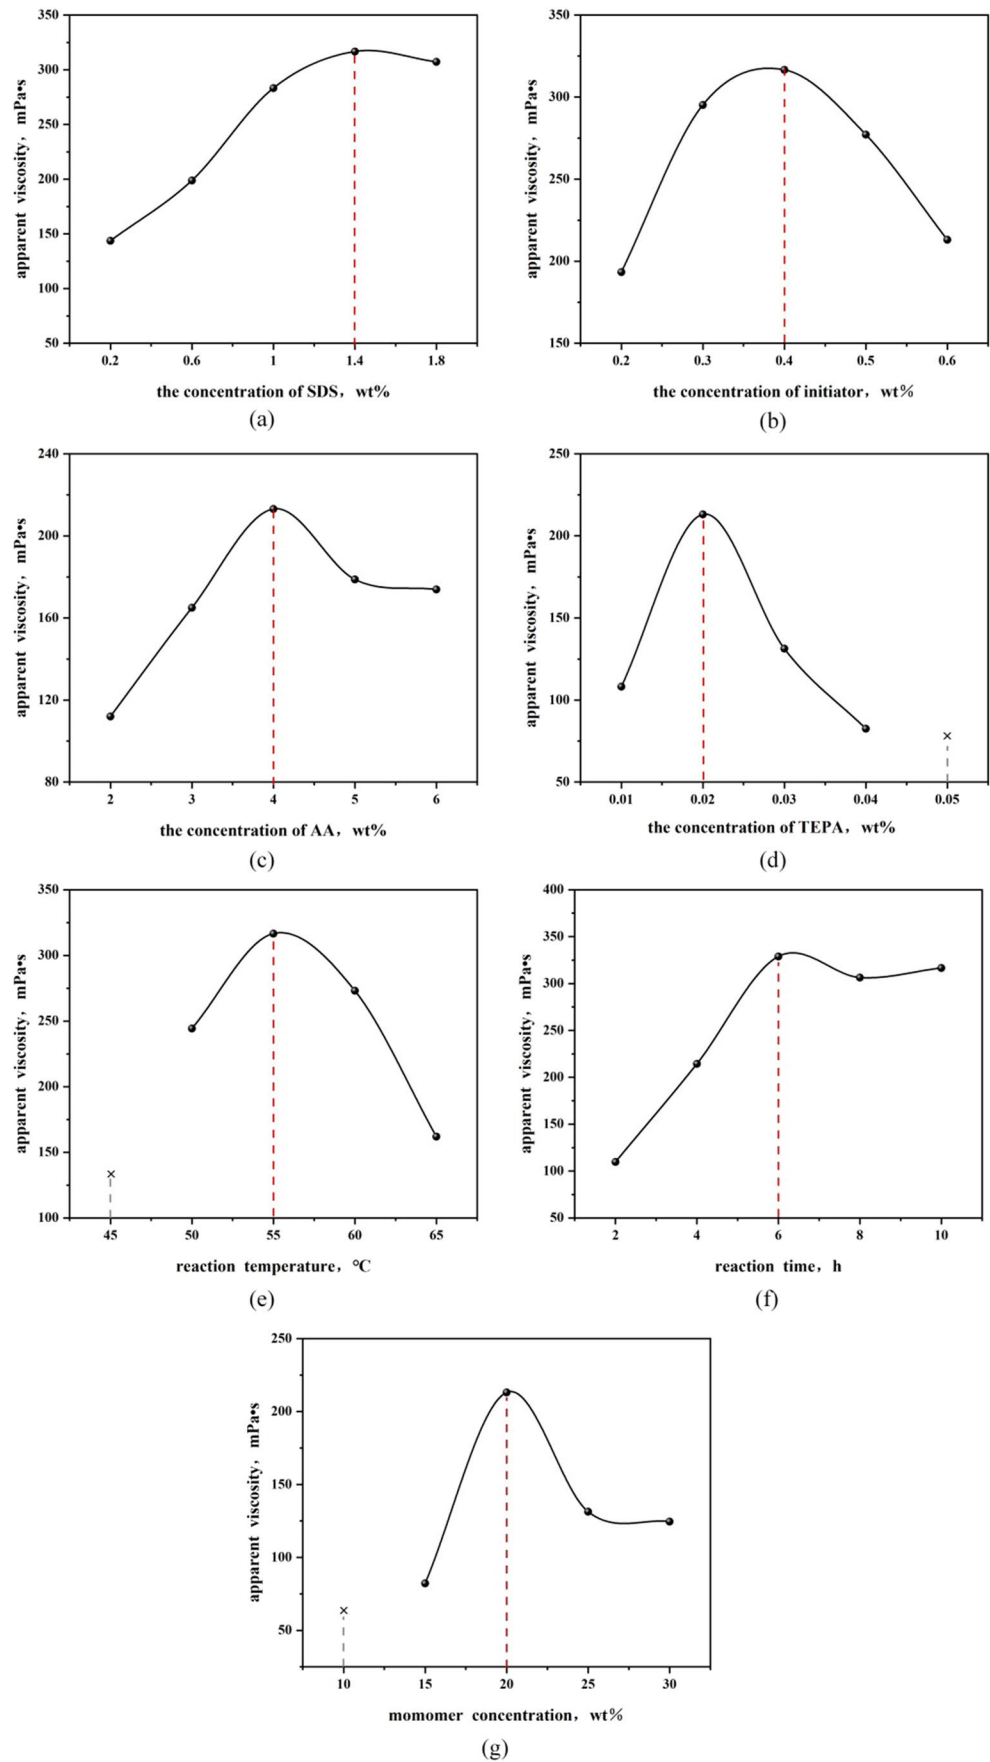 350
300
250
200
150
100
50
apparent viscosity，mPa•s
0.2 0.6 1 1.4 1.8
the concentration of SDS，wt%
(a)
350
300
250
200
150
apparent viscosity，mPa•s
0.2 0.3 0.4 0.5 0.6
the concentration of initiator，wt%
(b)
240
200
160
120
80
apparent viscosity，mPa•s
2 3 4 5 6
the concentration of AA，wt%
(c)
250
200
150
100
50
apparent viscosity，mPa•s
×
0.01 0.02 0.03 0.04 0.05
the concentration of TEPA，wt%
(d)
350
300
250
200
150
100
apparent viscosity，mPa•s
×
45 50 55 60 65
reaction temperature，°C
(e)
400
350
300
250
200
150
100
50
apparent viscosity，mPa•s
2 4 6 8 10
reaction time，h
(f)
250
200
150
100
50
apparent viscosity，mPa•s
×
10 15 20 25 30
momomer concentration，wt%
(g)